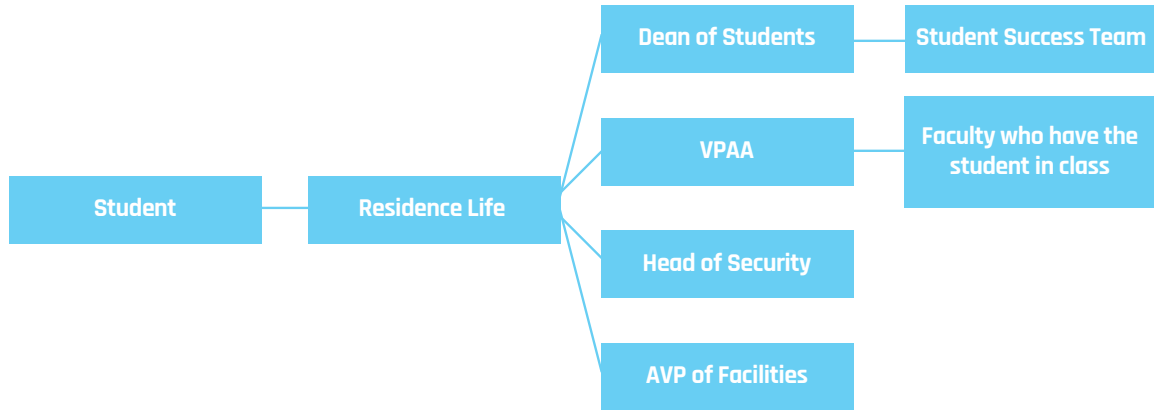 Dean of Students
Student Success Team
VPAA
Faculty who have the
student in class
Student
Residence Life
Head of Security
AVP of Facilities